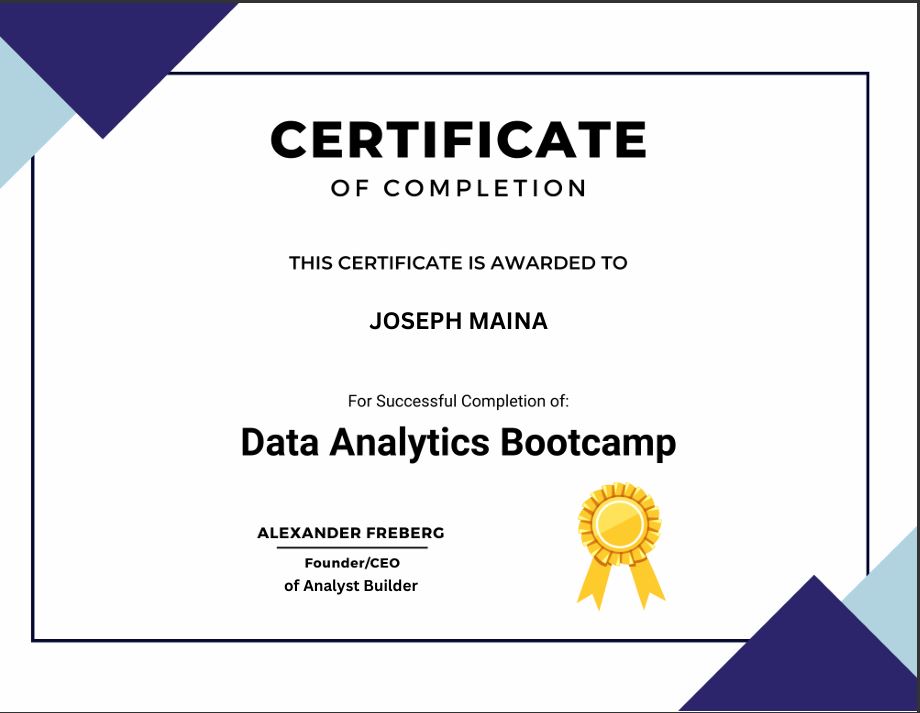 CERTIFICATE
OF COMPLETION
THIS CERTIFICATE IS AWARDED TO
JOSEPH MAINA
For Successful Completion of:
Data Analytics Bootcamp
ALEXANDER FREBERG
Founder/CEO
of Analyst Builder